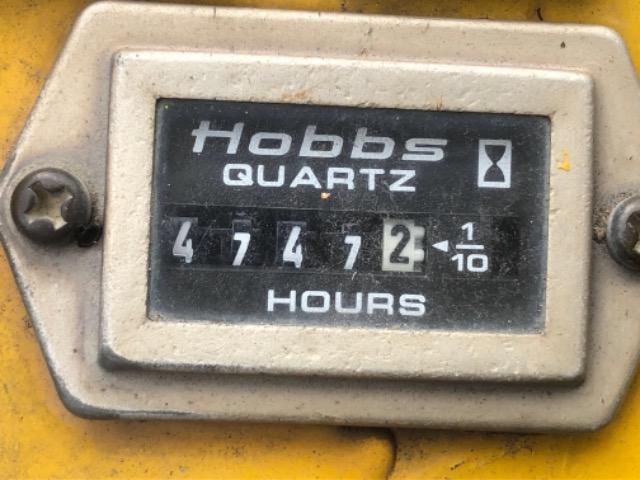 Hobbs
QUARTZ
4 7 4 7 2 ◄ 1/10
HOURS